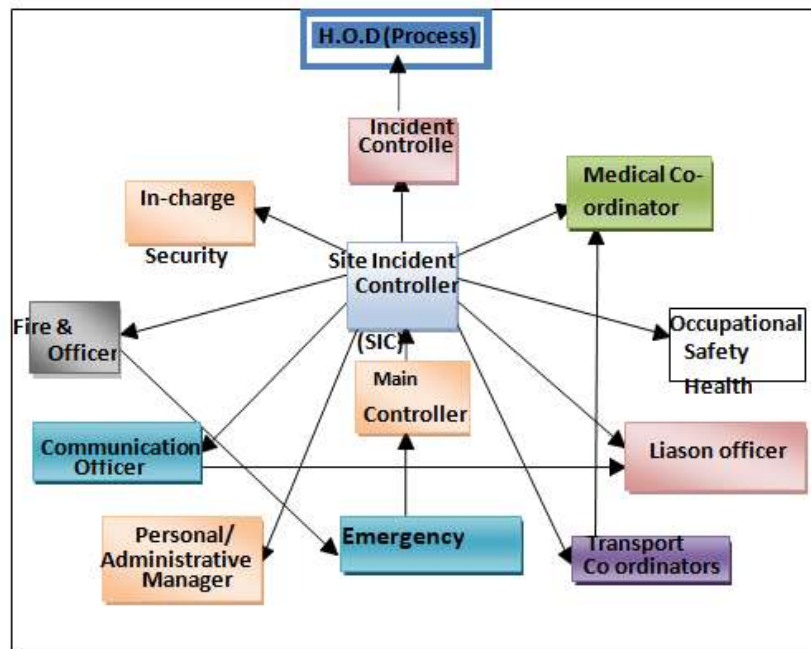 H.O.D (Process)
Incident
Controlle
Medical Co-
ordinator
In-charge
Security
Site Incident
Controller
(SIC)
Fire &
Officer
Occupational
Safety
Health
Main
Controller
Communication
Officer
Liason officer
Personal/
Administrative
Manager
Emergency
Transport
Co ordinators